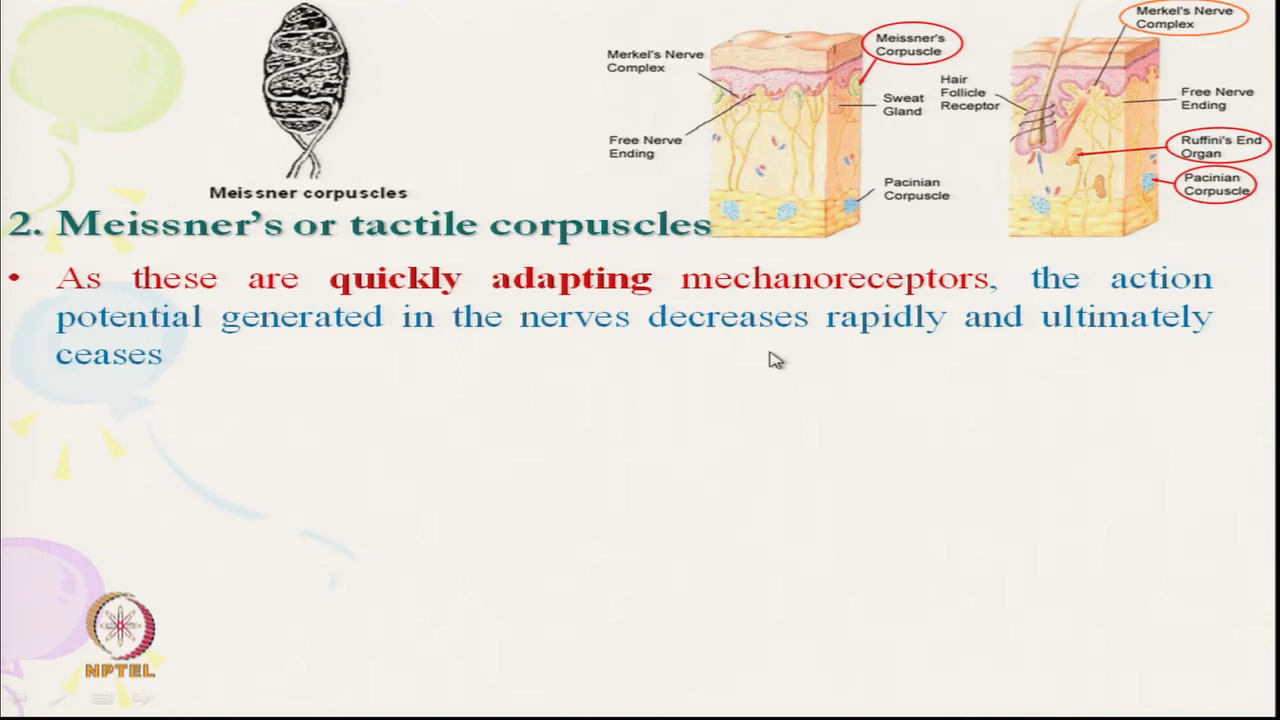 Meissner corpuscles
Merkel's Nerve
Complex
Free Nerve
Ending
Meissner's
Corpuscle
Sweat
Gland
Pacinian
Corpuscle
Hair
Follicle
Receptor
Merkel's Nerve
Complex
Free Nerve
Ending
Ruffini's End
Organ
Pacinian
Corpuscle
2. Meissner's or tactile corpuscles
• As these are quickly adapting mechanoreceptors, the action
potential generated in the nerves decreases rapidly and ultimately
ceases
NPTEL